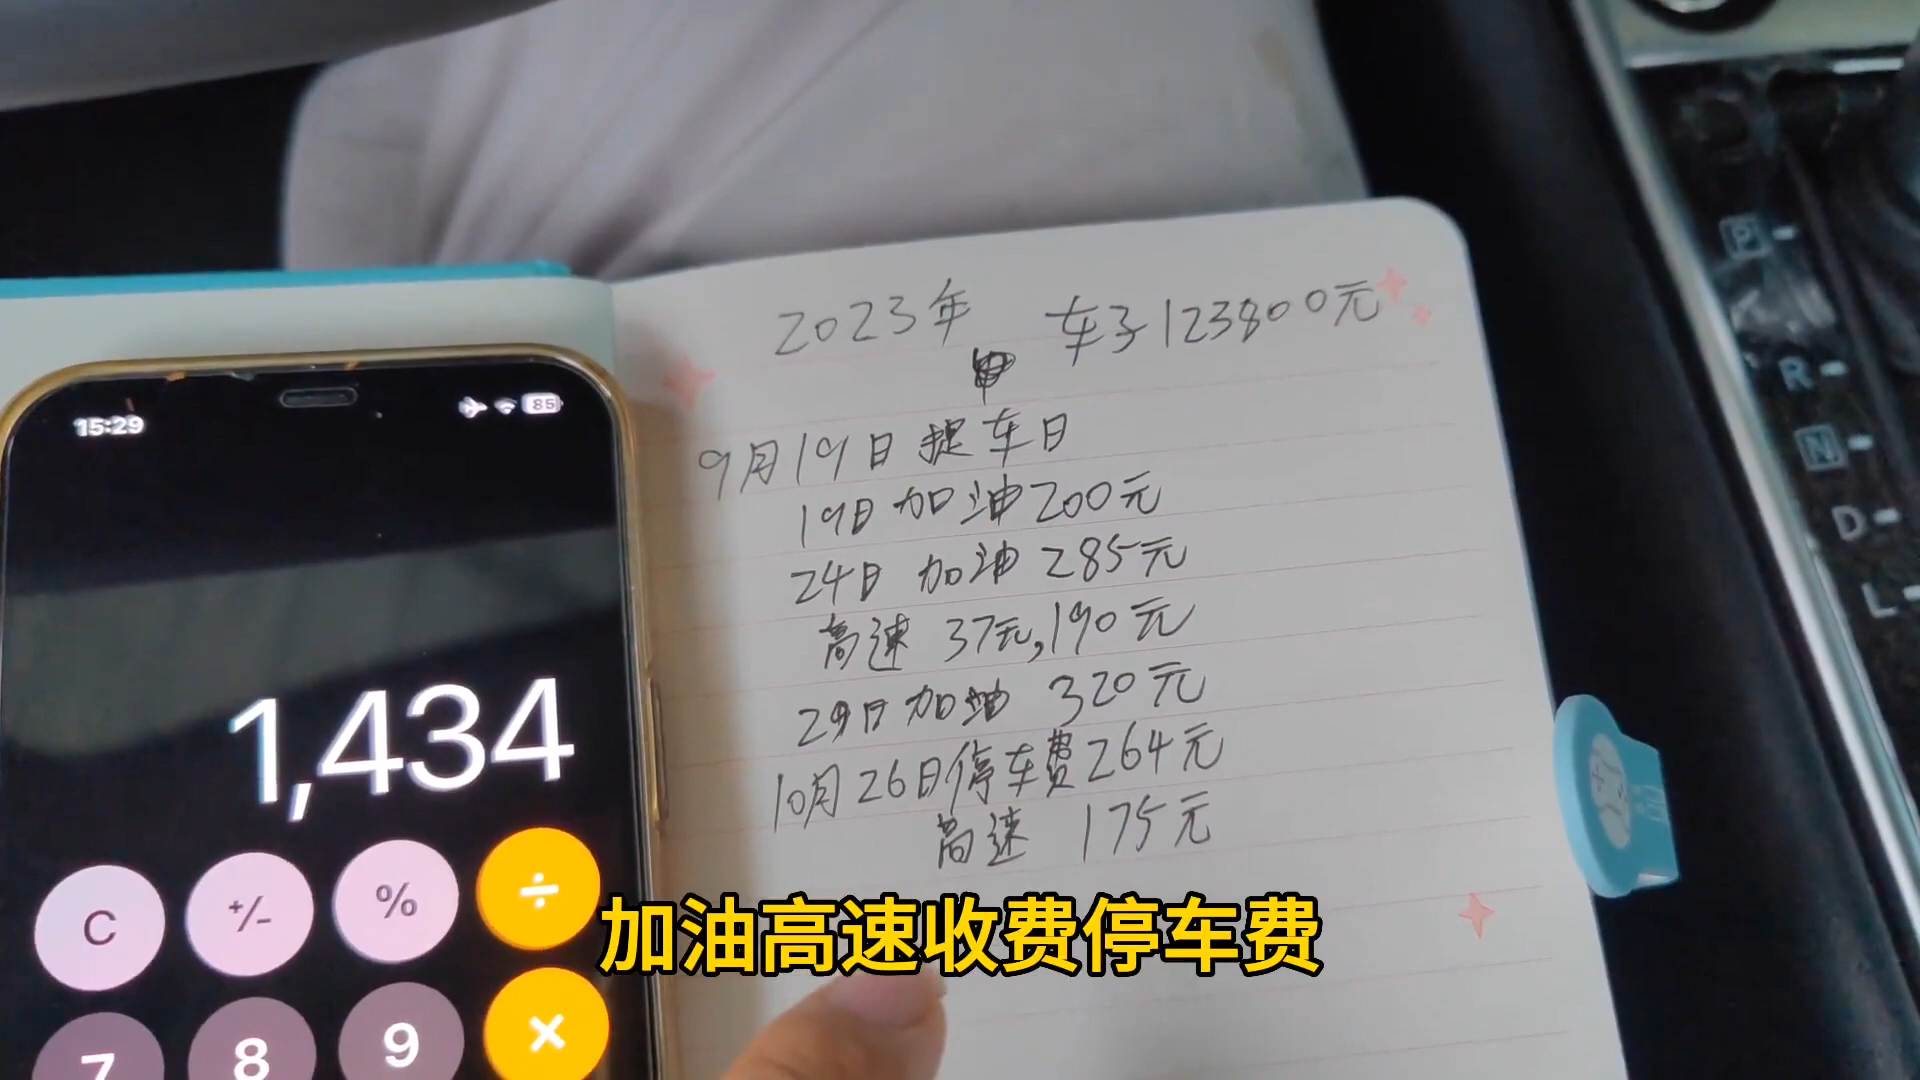 2023年 车子123800元
9月19日提车日
19日加油200元
24日 加油 285元
高速 37元,190元
29日加油 320元
10月26日停车费264元
高速 175元
15:29
85
1,434
C
+/-
%
÷
7
8
9
×
加油高速收费停车费
P
R
N
D
L